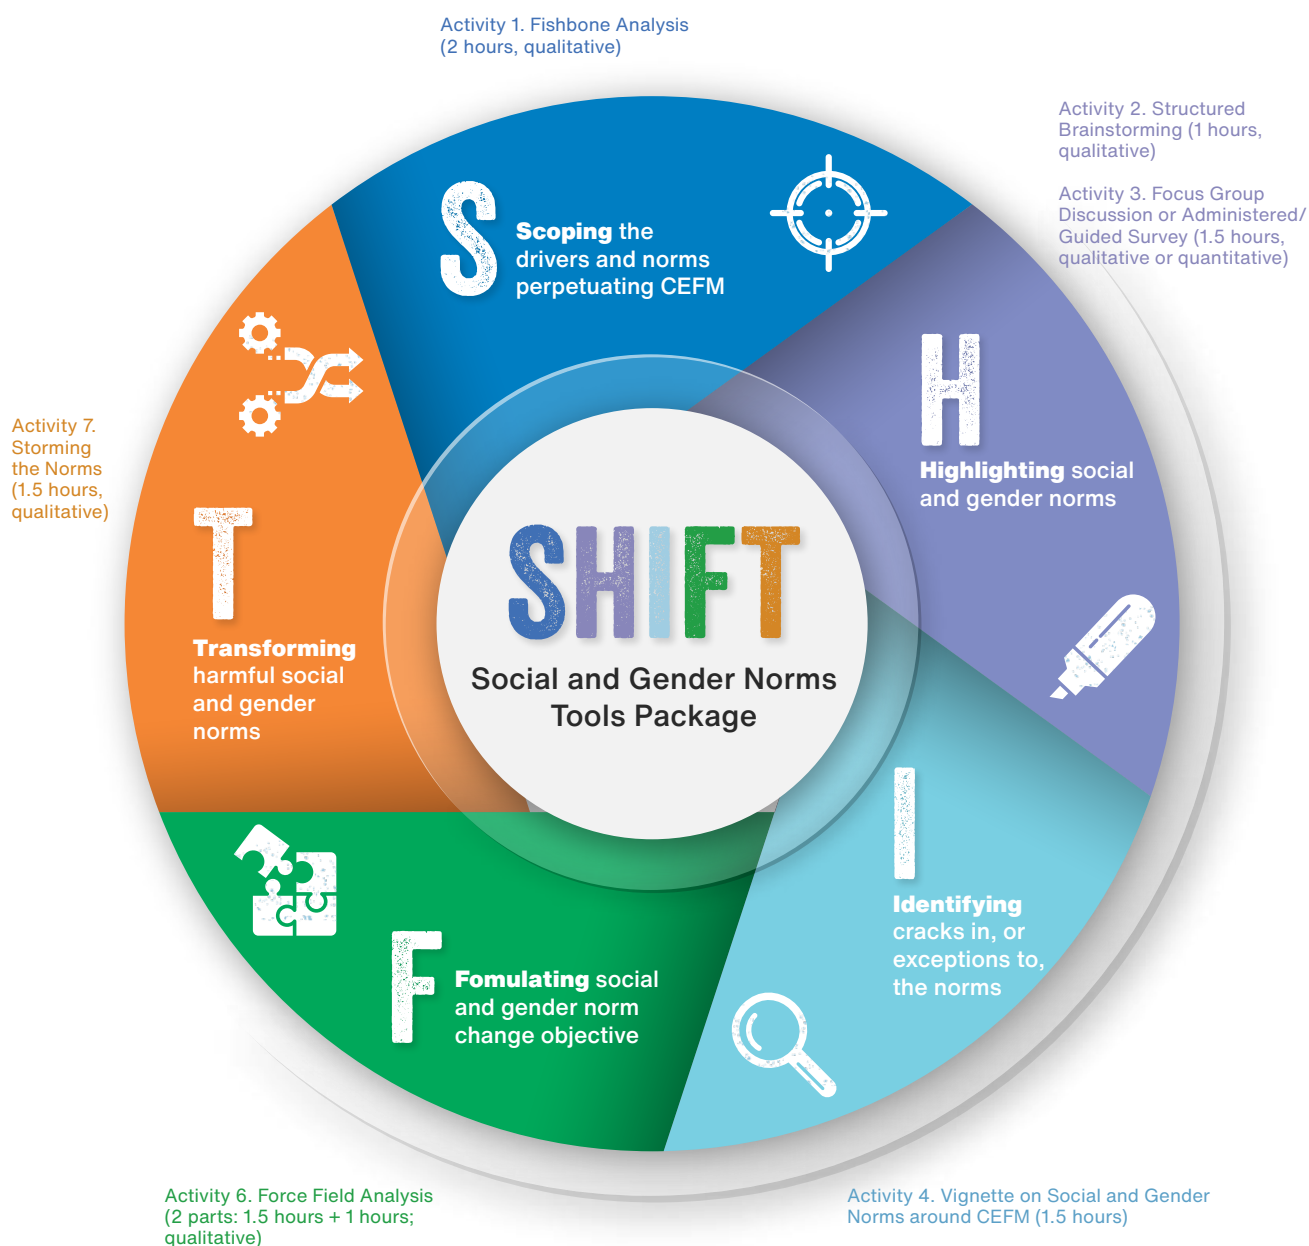 Activity 1. Fishbone Analysis
(2 hours, qualitative)
Activity 2. Structured
Brainstorming (1 hours,
qualitative)
Activity 3. Focus Group
Discussion or Administered/
Guided Survey (1.5 hours,
qualitative or quantitative)
S
Scoping the
drivers and norms
perpetuating CEFM
H
Highlighting social
and gender norms
I
Identifying
cracks in, or
exceptions to,
the norms
F
Fomulating social
and gender norm
change objective
T
Transforming
harmful social
and gender
norms
SHIFT
Social and Gender Norms
Tools Package
Activity 7.
Storming
the Norms
(1.5 hours,
qualitative)
Activity 6. Force Field Analysis
(2 parts: 1.5 hours + 1 hours;
qualitative)
Activity 4. Vignette on Social and Gender
Norms around CEFM (1.5 hours)